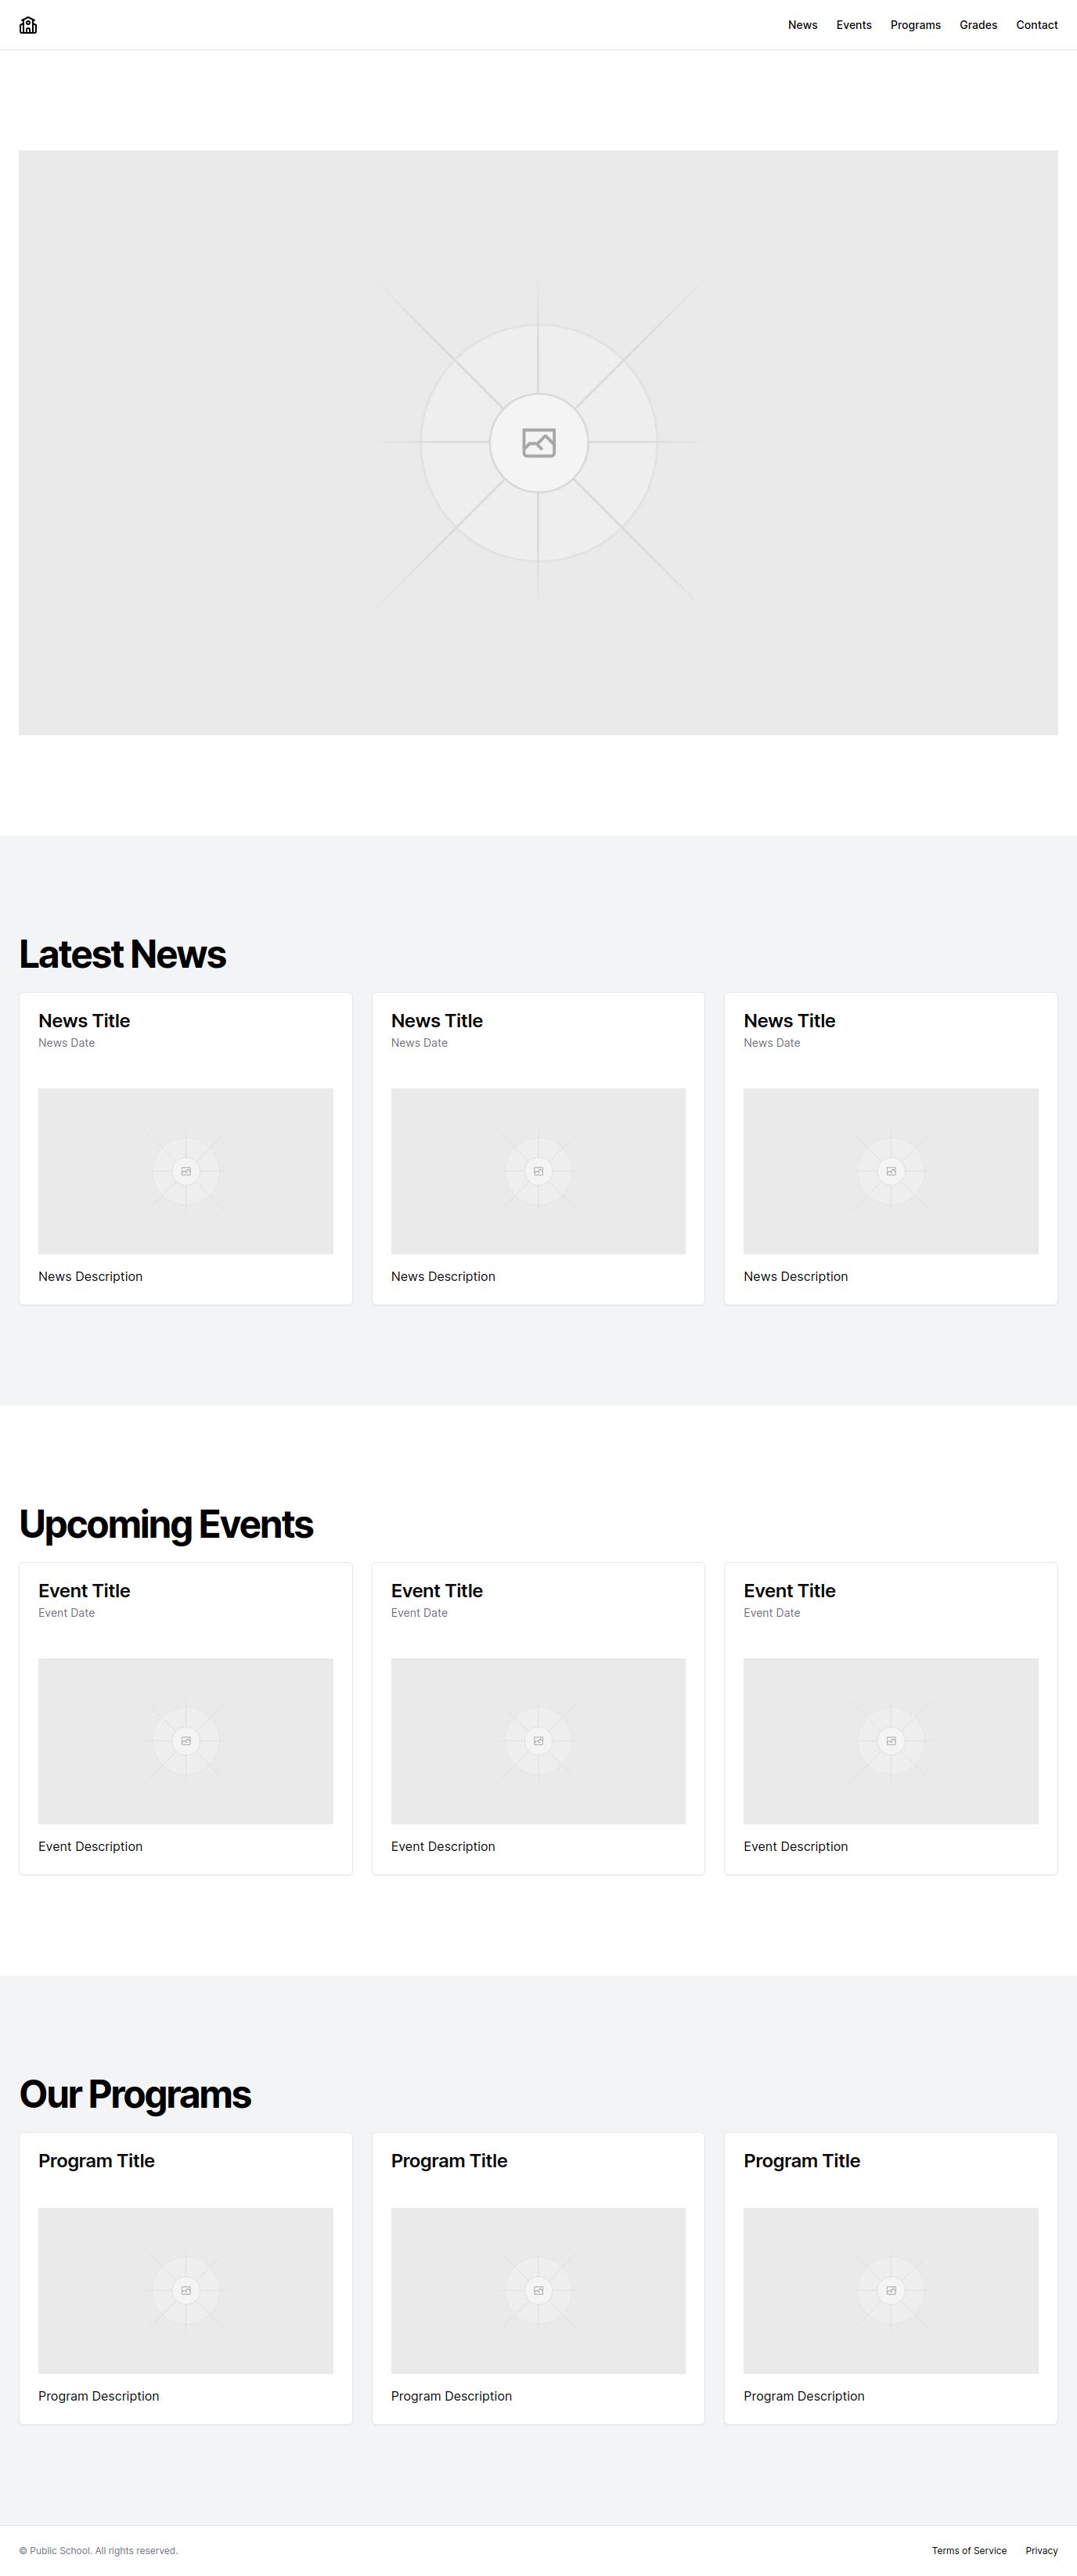 News Events Programs Grades Contact
Latest News
News Title News Title News Title
News Date News Date News Date
News Description News Description News Description
Upcoming Events
Event Title Event Title Event Title
Event Date Event Date Event Date
Event Description Event Description Event Description
Our Programs
Program Title Program Title Program Title
Program Description Program Description Program Description
© Public School. All rights reserved. Terms of Service Privacy